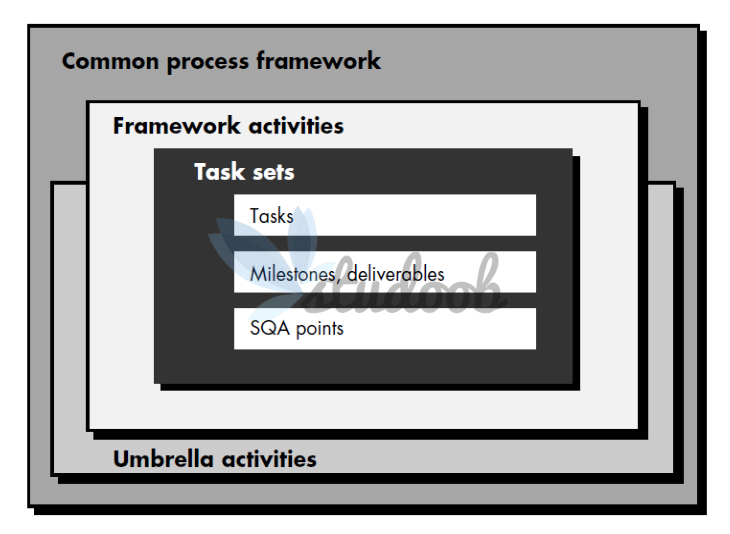 Common process framework
Framework activities
Task sets
Tasks
Milestones, deliverables
SQA points
studoob
Umbrella activities